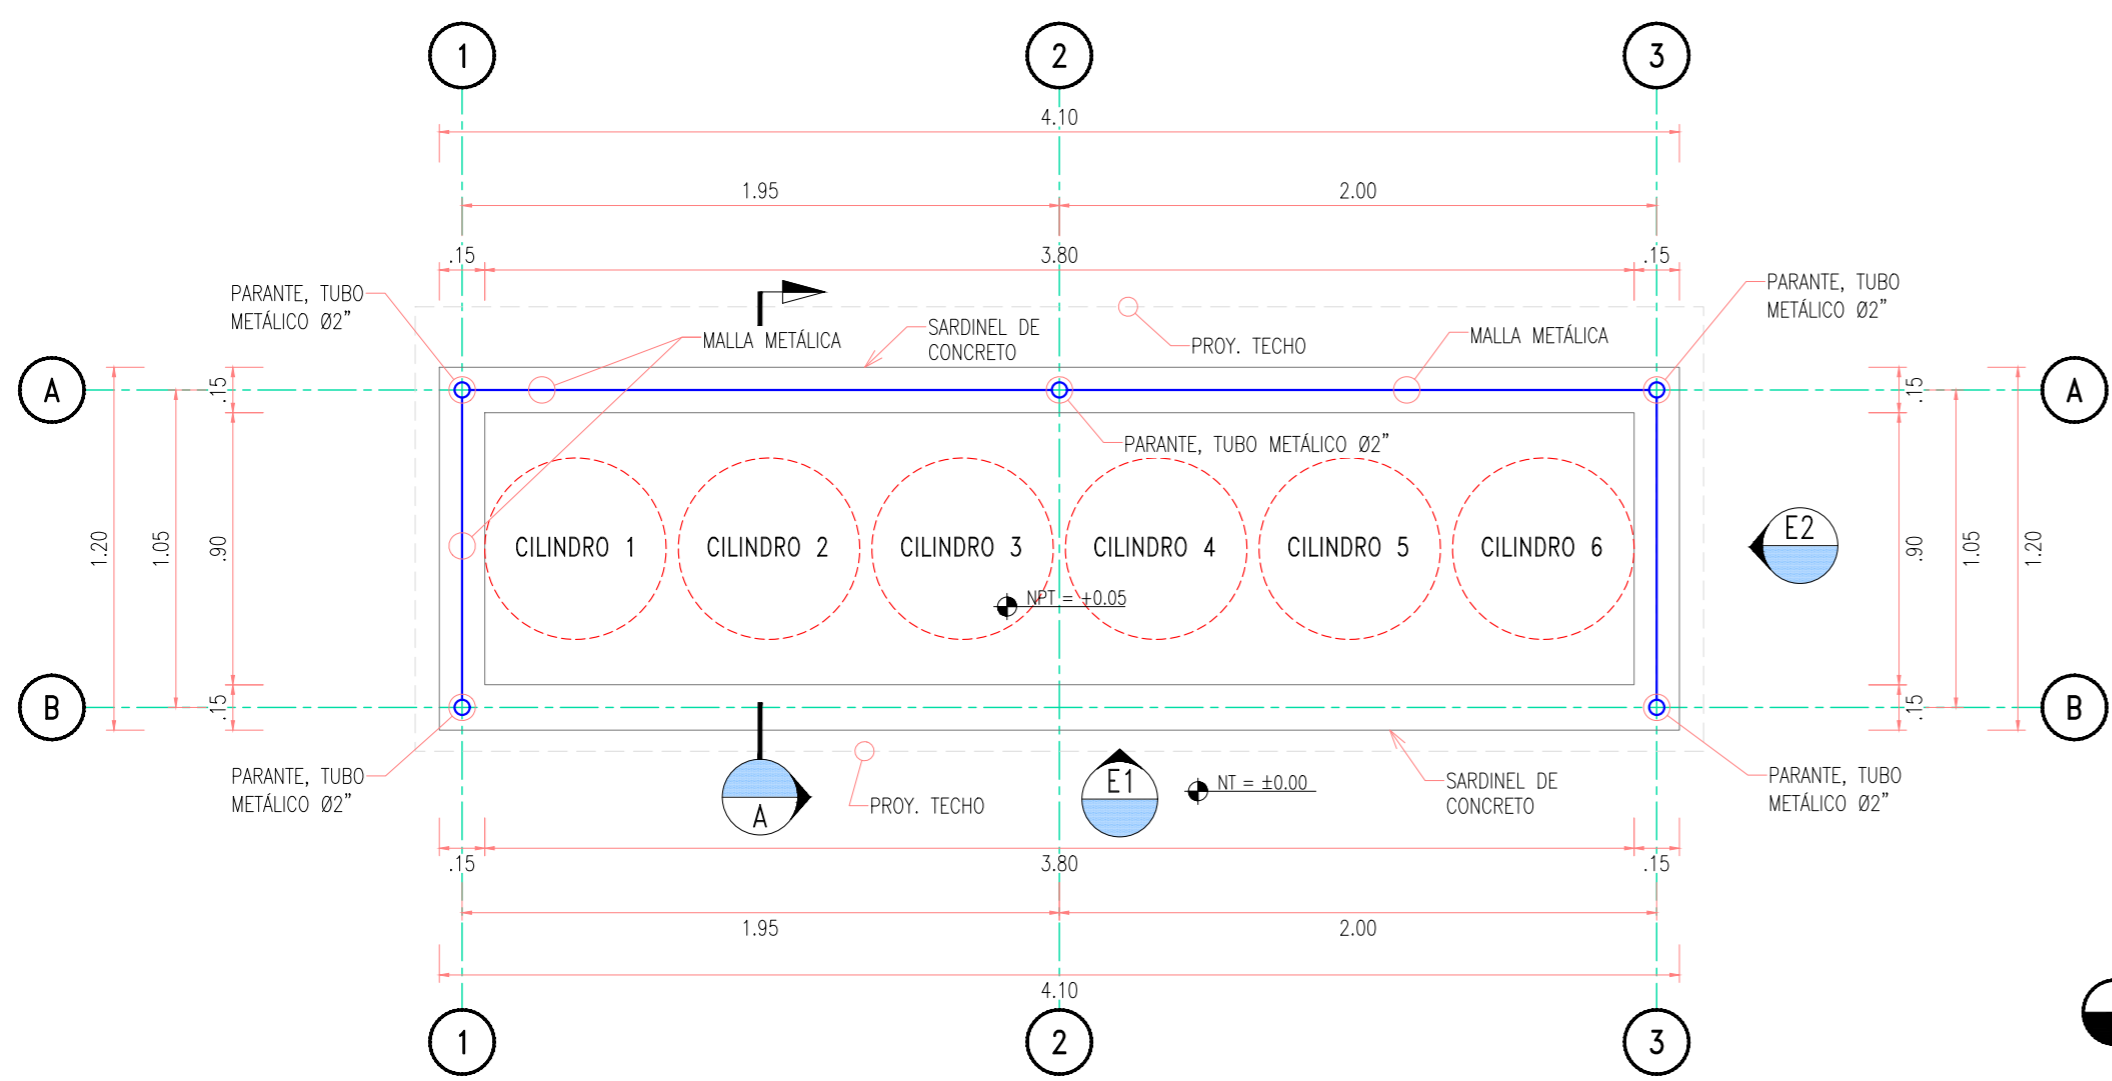 1
2
3
4.10
1.95
2.00
.15
3.80
.15
PARANTE, TUBO
METÁLICO Ø2”
MALLA METÁLICA
SARDINEL DE
CONCRETO
PROY. TECHO
MALLA METÁLICA
PARANTE, TUBO
METÁLICO Ø2”
A
A
.15
.15
PARANTE, TUBO METÁLICO Ø2”
1.20
1.05
.90
CILINDRO 1
CILINDRO 2
CILINDRO 3
CILINDRO 4
CILINDRO 5
CILINDRO 6
E2
.90
1.05
1.20
NPT = +0.05
B
B
.15
.15
PARANTE, TUBO
METÁLICO Ø2”
A
PROY. TECHO
E1
NT = ±0.00
SARDINEL DE
CONCRETO
PARANTE, TUBO
METÁLICO Ø2”
.15
3.80
.15
1.95
2.00
4.10
1
2
3